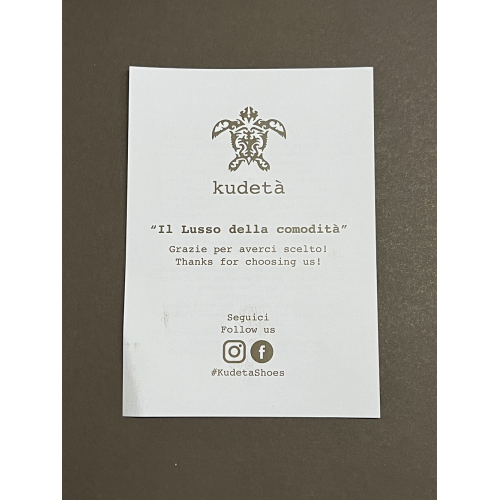 kudetà
“Il Lusso della comodità”
Grazie per averci scelto!
Thanks for choosing us!
Seguici
Follow us
#KudetaShoes